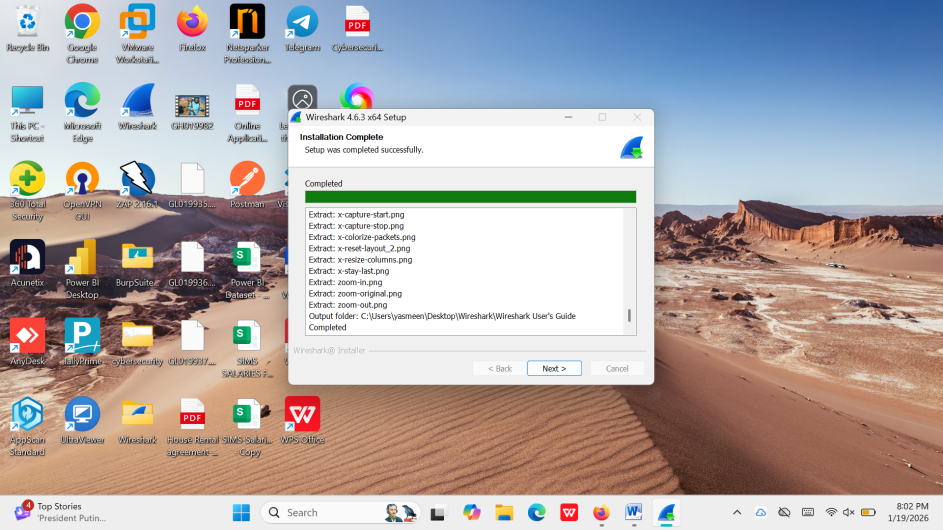 Recycle Bin
Google
Chrome
VMware
Workstati...
Firefox
Netsparker
Profession...
Telegram
PDF
Cybersecuri...
This PC -
Shortcut
Microsoft
Edge
Wireshark
GH019982
PDF
Online
Applicati...
360 Total
Security
OpenVPN
GUI
ZAP 2.16.1
GL019935....
Postman
Acunetix
Power BI
Desktop
BurpSuite...
GL019936....
Power BI
Dataset - ...
AnyDesk
TallyPrime
cybersecurity
GL019937....
SIMS
SALARIES F...
AppScan
Standard
UltraViewer
Wireshark
PDF
House Rental
agreement -...
SIMS Salari...
- Copy
WPS Office
Wireshark 4.6.3 x64 Setup
Installation Complete
Setup was completed successfully.
Completed
Extract: x-capture-start.png
Extract: x-capture-stop.png
Extract: x-colorize-packets.png
Extract: x-reset-layout_2.png
Extract: x-resize-columns.png
Extract: x-stay-last.png
Extract: zoom-in.png
Extract: zoom-original.png
Extract: zoom-out.png
Output folder: C:\Users\yasmeen\Desktop\Wireshark\Wireshark User's Guide
Completed
Wireshark® Installer
< Back
Next >
Cancel
4
Top Stories
'President Putin...
Search
8:02 PM
1/19/2026